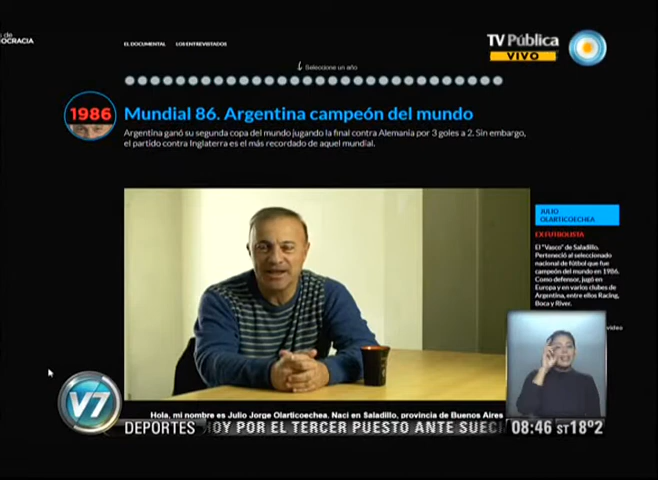 s de
OCRACIA
EL DOCUMENTAL LOS ENTREVISTADOS
TV Pública
VIVO
Seleccione un año
1986
Mundial 86. Argentina campeón del mundo
Argentina ganó su segunda copa del mundo jugando la final contra Alemania por 3 goles a 2. Sin embargo,
el partido contra Inglaterra es el más recordado de aquel mundial.
JULIO
OLARTICOECHEA
EX FUTBOLISTA
El "Vasco" de Saladillo.
Perteneció al seleccionado
nacional de fútbol que fue
campeón del mundo en 1986.
Como defensor, jugó en
Europa y en varios clubes de
Argentina, entre ellos Racing,
Boca y River.
video
Hola, mi nombre es Julio Jorge Olarticoechea. Nací en Saladillo, provincia de Buenos Aires
V7
DEPORTES HOY POR EL TERCER PUESTO ANTE SUECI
08:46 ST 18º2